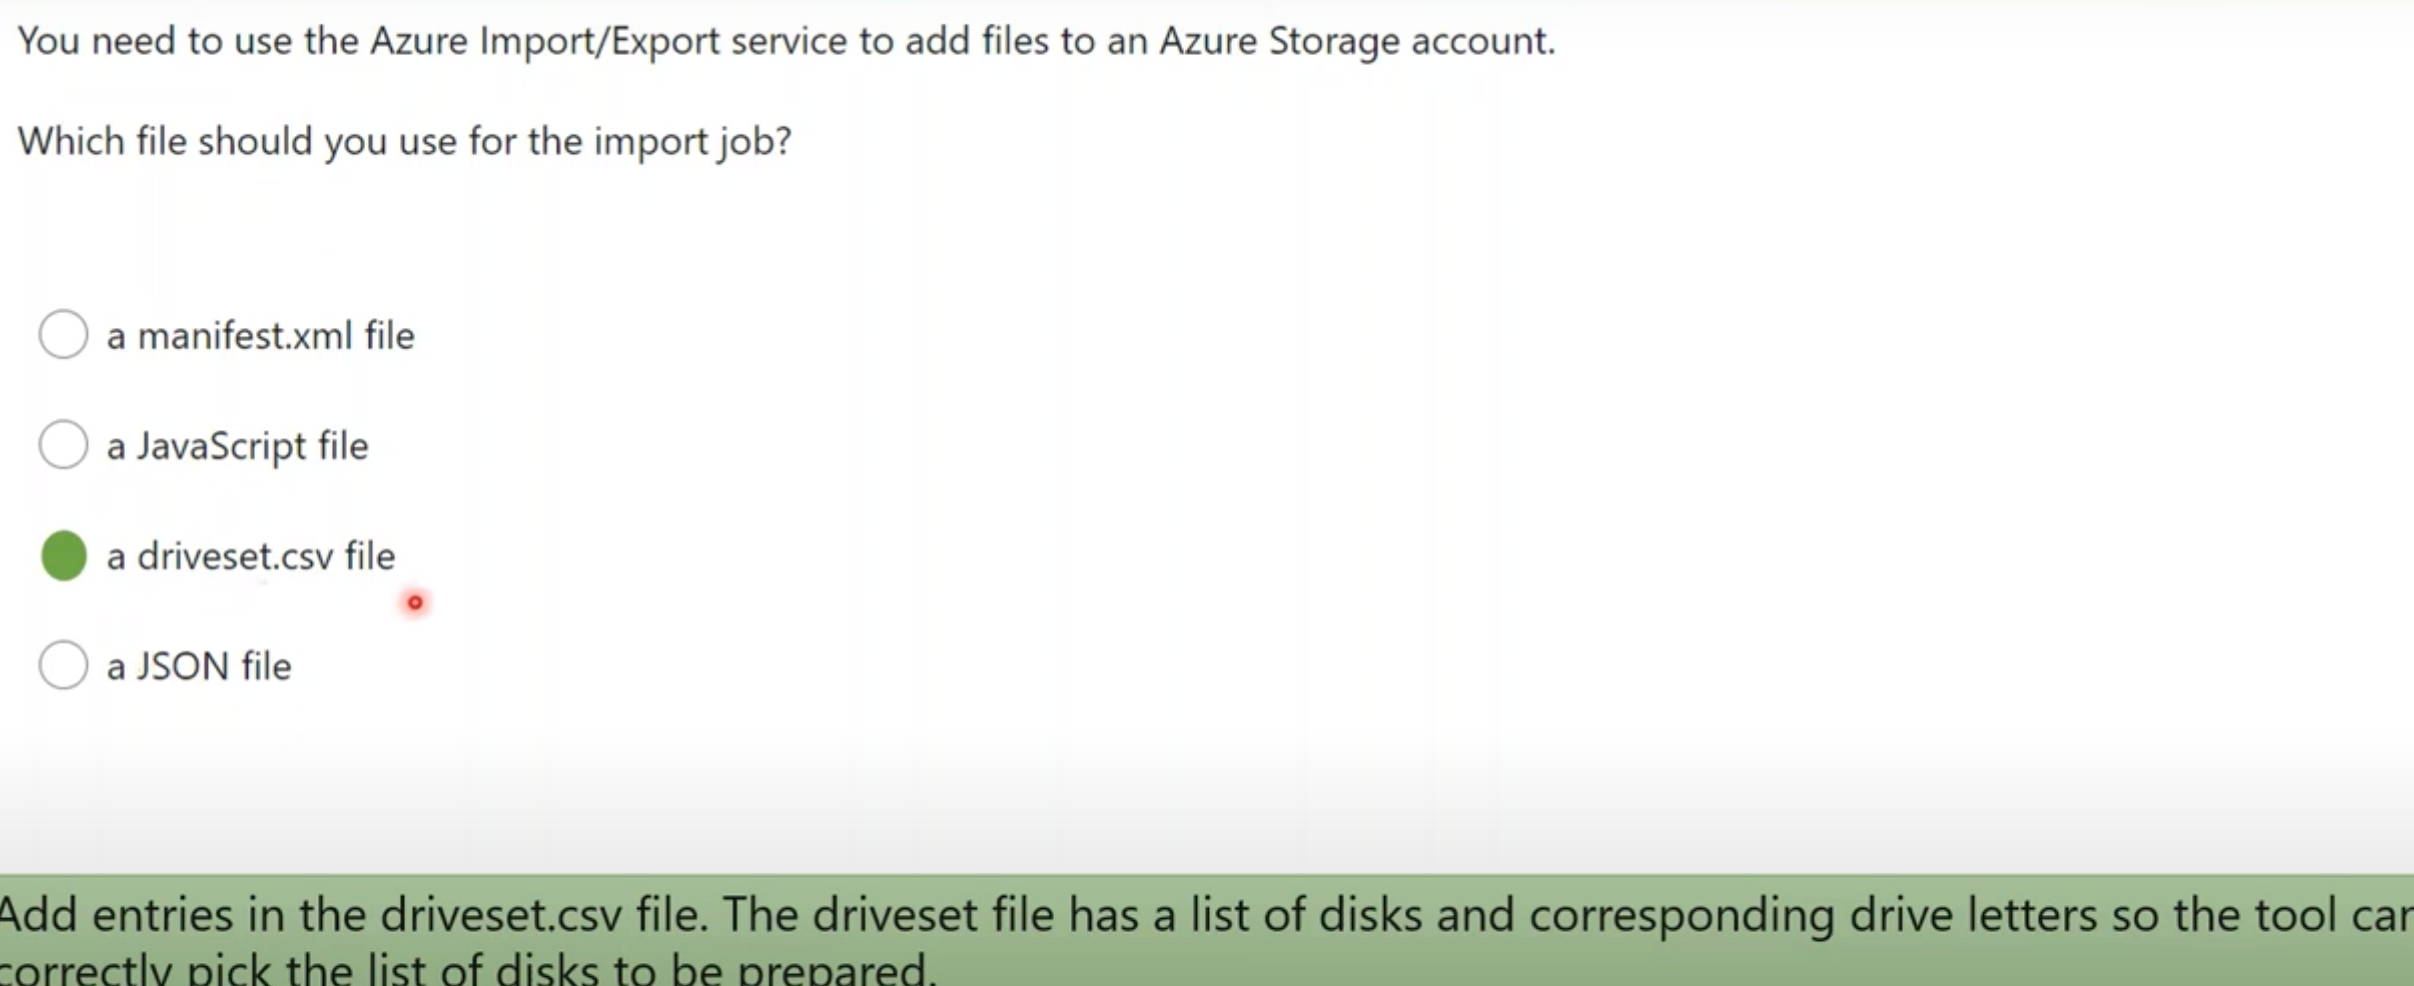 You need to use the Azure Import/Export service to add files to an Azure Storage account.
Which file should you use for the import job?
a manifest.xml file
a JavaScript file
a driveset.csv file
a JSON file
Add entries in the driveset.csv file. The driveset file has a list of disks and corresponding drive letters so the tool can
correctly pick the list of disks to be prepared.